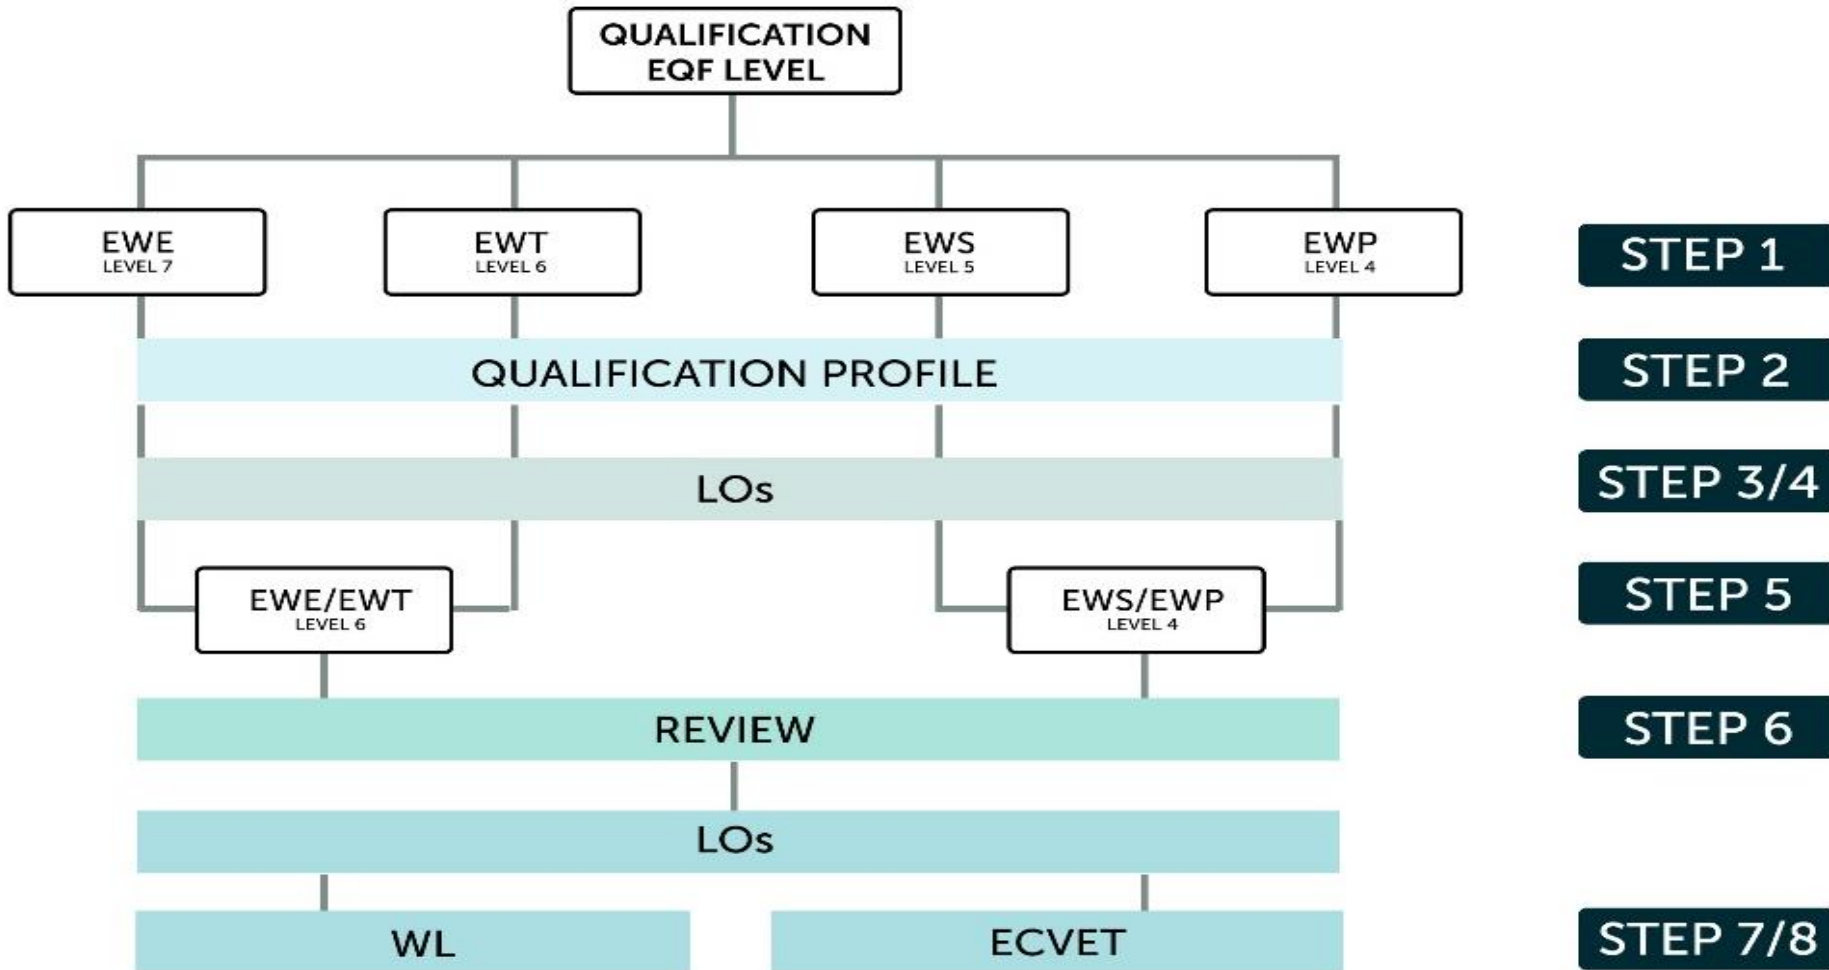 QUALIFICATION
EQF LEVEL
EWE
LEVEL 7
EWT
LEVEL 6
EWS
LEVEL 5
EWP
LEVEL 4
STEP 1
QUALIFICATION PROFILE
STEP 2
LOs
STEP 3/4
EWE/EWT
LEVEL 6
EWS/EWP
LEVEL 4
STEP 5
REVIEW
STEP 6
LOs
WL
ECVET
STEP 7/8